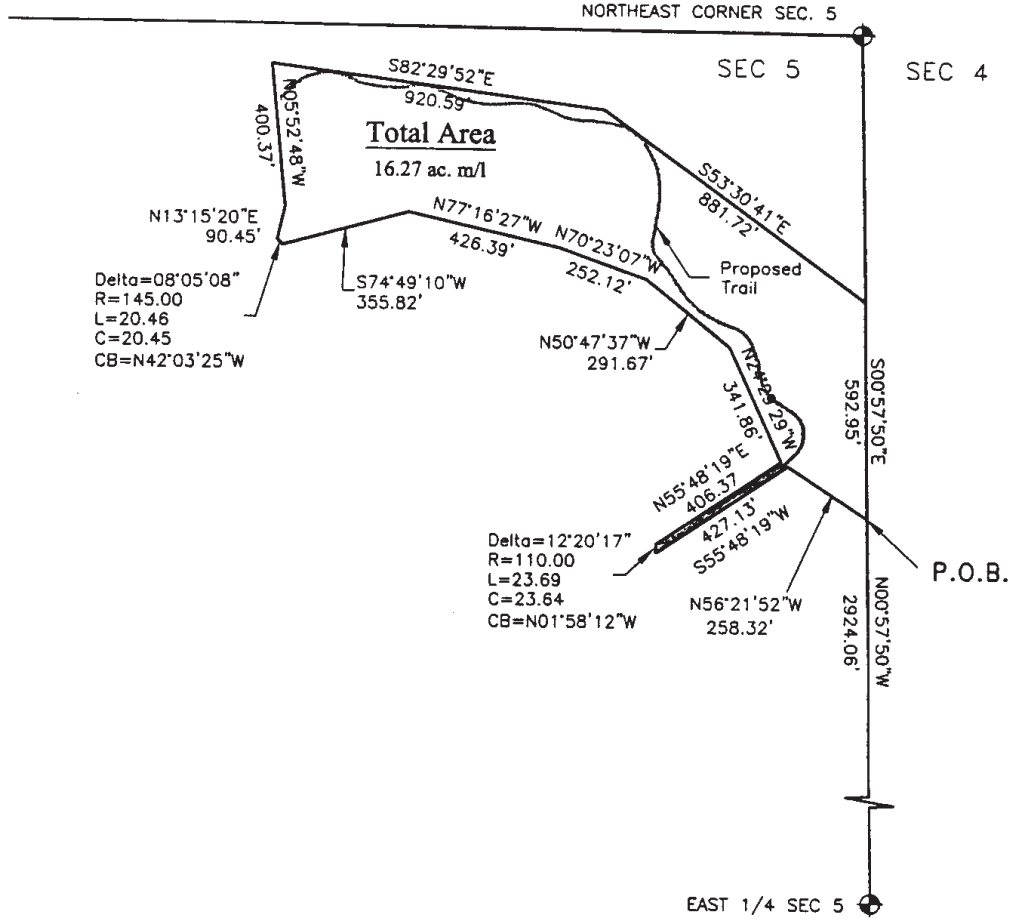 NORTHEAST CORNER SEC. 5
SEC 5
SEC 4
S82°29'52"E
920.59'
N05°52'48"W
400.37'
Total Area
16.27 ac. m/l
S53°30'41"E
881.72'
N13°15'20"E
90.45'
N77°16'27"W
426.39'
N70°23'07"W
252.12'
Proposed
Trail
Delta=08°05'08"
R=145.00
L=20.46
C=20.45
CB=N42°03'25"W
S74°49'10"W
355.82'
N50°47'37"W
291.67'
N24°29'29"W
341.86'
S00°57'50"E
592.95'
N55°48'19"E
406.37
427.13'
S55°48'19"W
Delta=12°20'17"
R=110.00
L=23.69
C=23.64
CB=N01°58'12"W
N56°21'52"W
258.32'
P.O.B.
N00°57'50"W
2924.06'
EAST 1/4 SEC 5